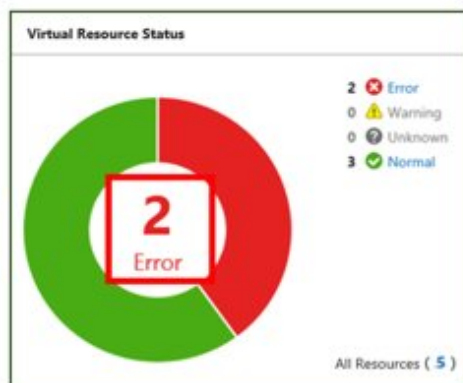 Virtual Resource Status
2 Error
0 Warning
0 Unknown
3 Normal
2
Error
All Resources ( 5 )